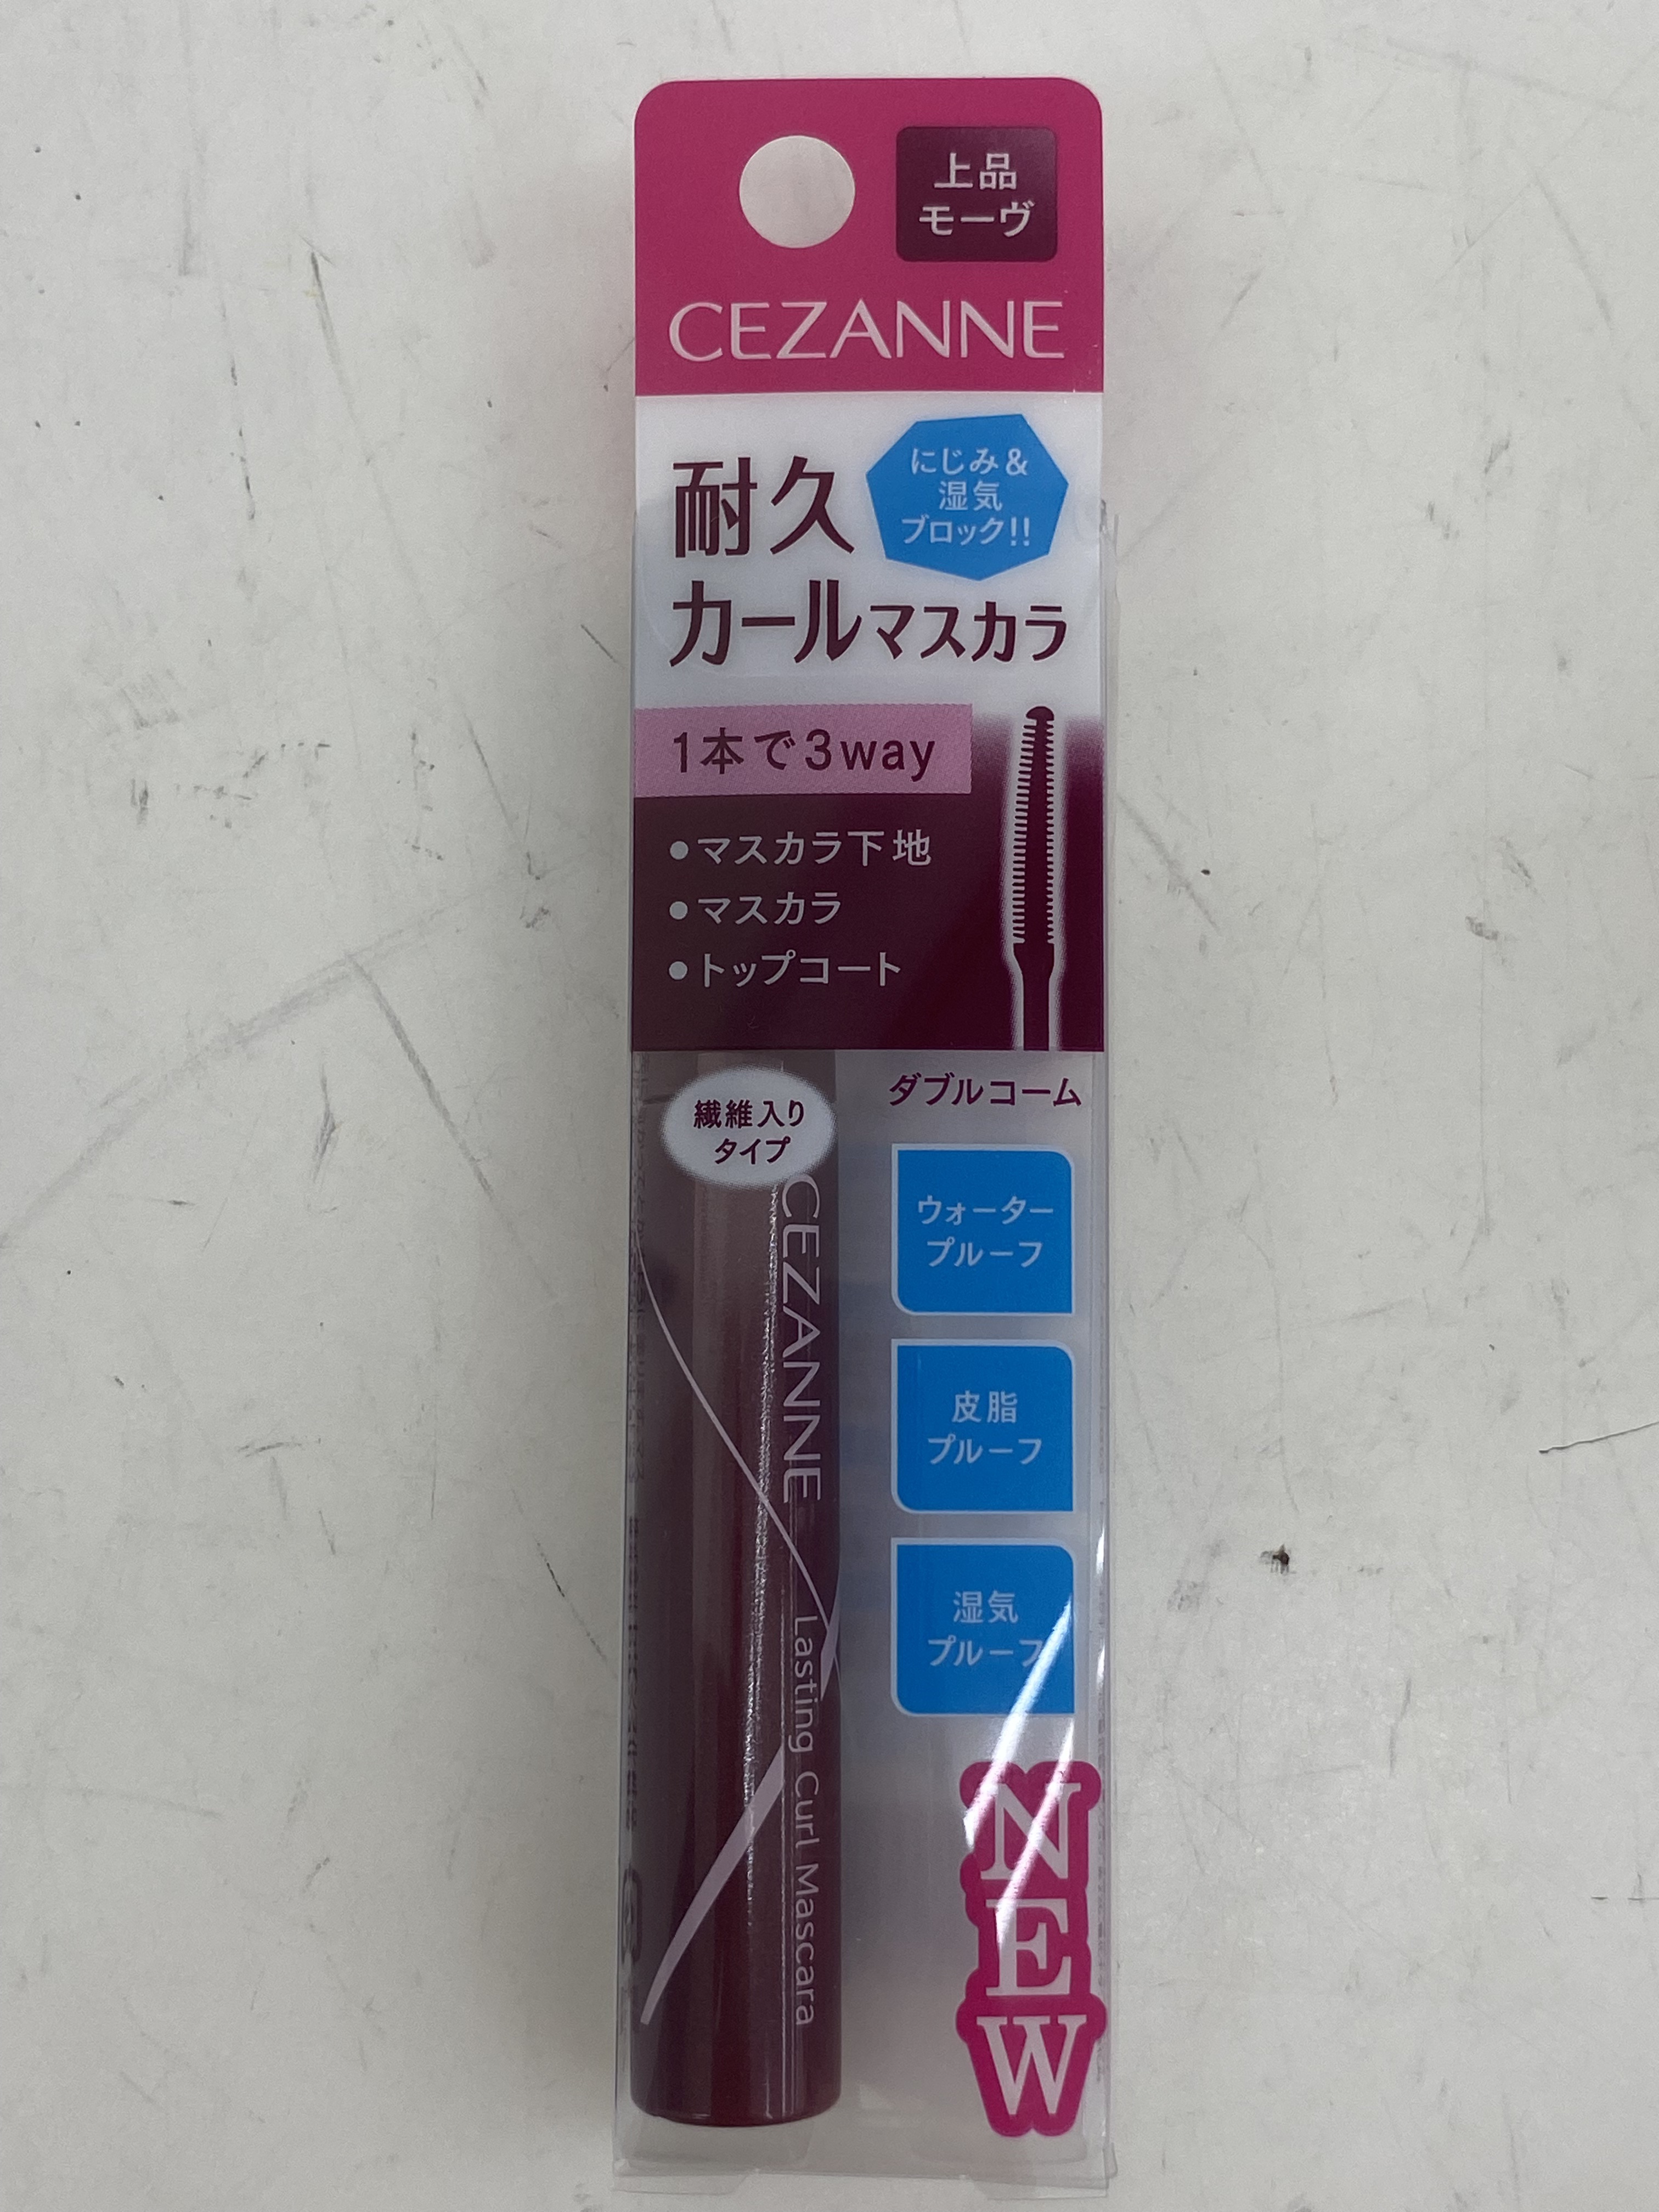 上品
モーヴ
CEZANNE
にじみ&
湿気
ブロック!!
耐久
カールマスカラ
1本で3way
●マスカラ下地
●マスカラ
●トップコート
ダブルコーム
繊維入り
タイプ
ウォーター
プルーフ
皮脂
プルーフ
湿気
プルーフ
CEZANNE Lasting Curl Mascara
NEW